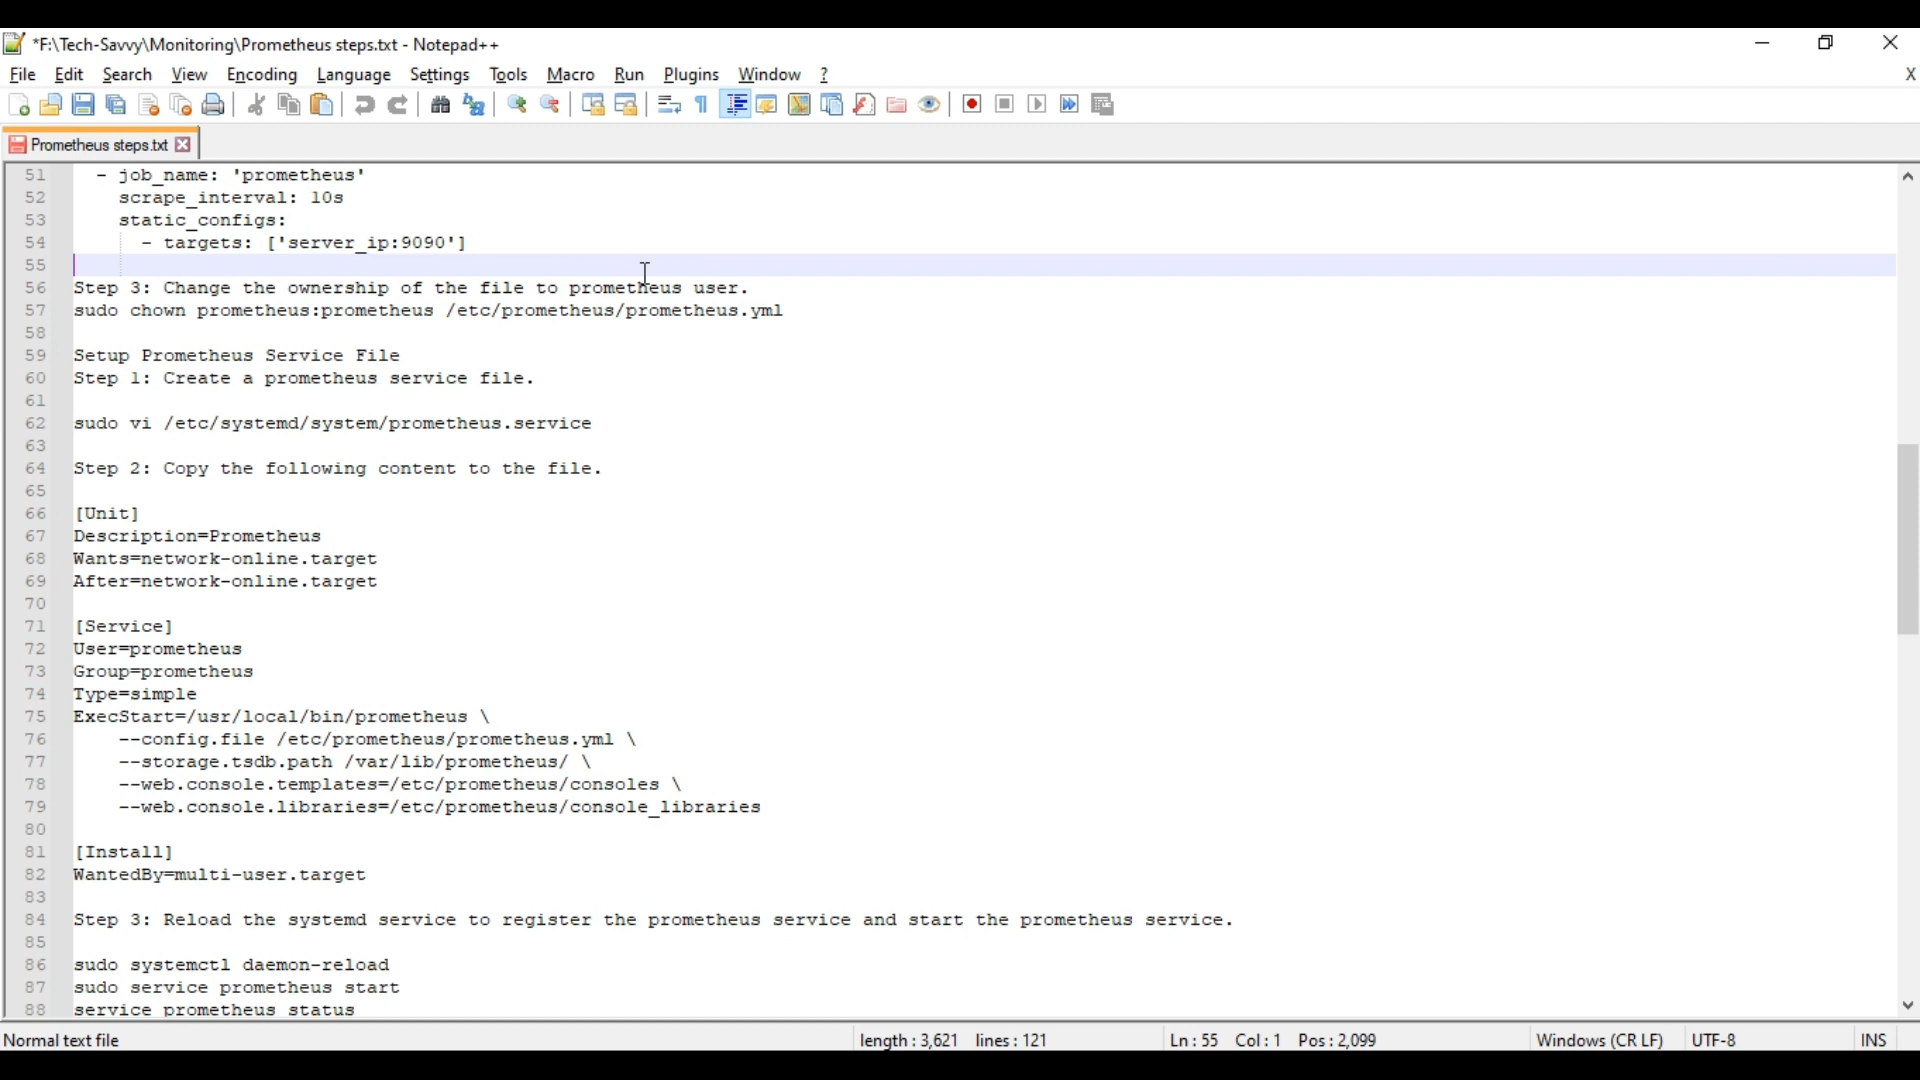 *F:\Tech-Savvy\Monitoring\Prometheus steps.txt - Notepad++
File Edit Search View Encoding Language Settings Tools Macro Run Plugins Window ? X
Prometheus steps.txt
51 - job_name: 'prometheus'
52 scrape_interval: 10s
53 static_configs:
54 - targets: ['server_ip:9090']
55
56 Step 3: Change the ownership of the file to prometheus user.
57 sudo chown prometheus:prometheus /etc/prometheus/prometheus.yml
58
59 Setup Prometheus Service File
60 Step 1: Create a prometheus service file.
61
62 sudo vi /etc/systemd/system/prometheus.service
63
64 Step 2: Copy the following content to the file.
65
66 [Unit]
67 Description=Prometheus
68 Wants=network-online.target
69 After=network-online.target
70
71 [Service]
72 User=prometheus
73 Group=prometheus
74 Type=simple
75 ExecStart=/usr/local/bin/prometheus \
76 --config.file /etc/prometheus/prometheus.yml \
77 --storage.tsdb.path /var/lib/prometheus/ \
78 --web.console.templates=/etc/prometheus/consoles \
79 --web.console.libraries=/etc/prometheus/console_libraries
80
81 [Install]
82 WantedBy=multi-user.target
83
84 Step 3: Reload the systemd service to register the prometheus service and start the prometheus service.
85
86 sudo systemctl daemon-reload
87 sudo service prometheus start
88 service prometheus status
Normal text file length : 3,621 lines : 121 Ln : 55 Col : 1 Pos : 2,099 Windows (CR LF) UTF-8 INS